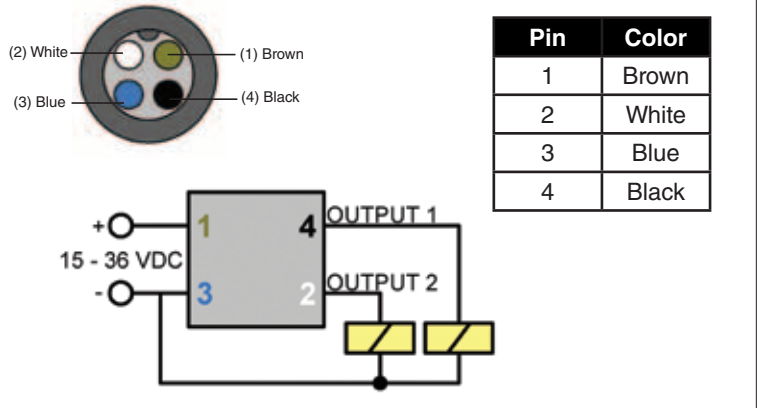 (2) White
(1) Brown
(3) Blue
(4) Black
Pin Color
1 Brown
2 White
3 Blue
4 Black
+ 1 4 OUTPUT 1
15 - 36 VDC
- 3 2 OUTPUT 2